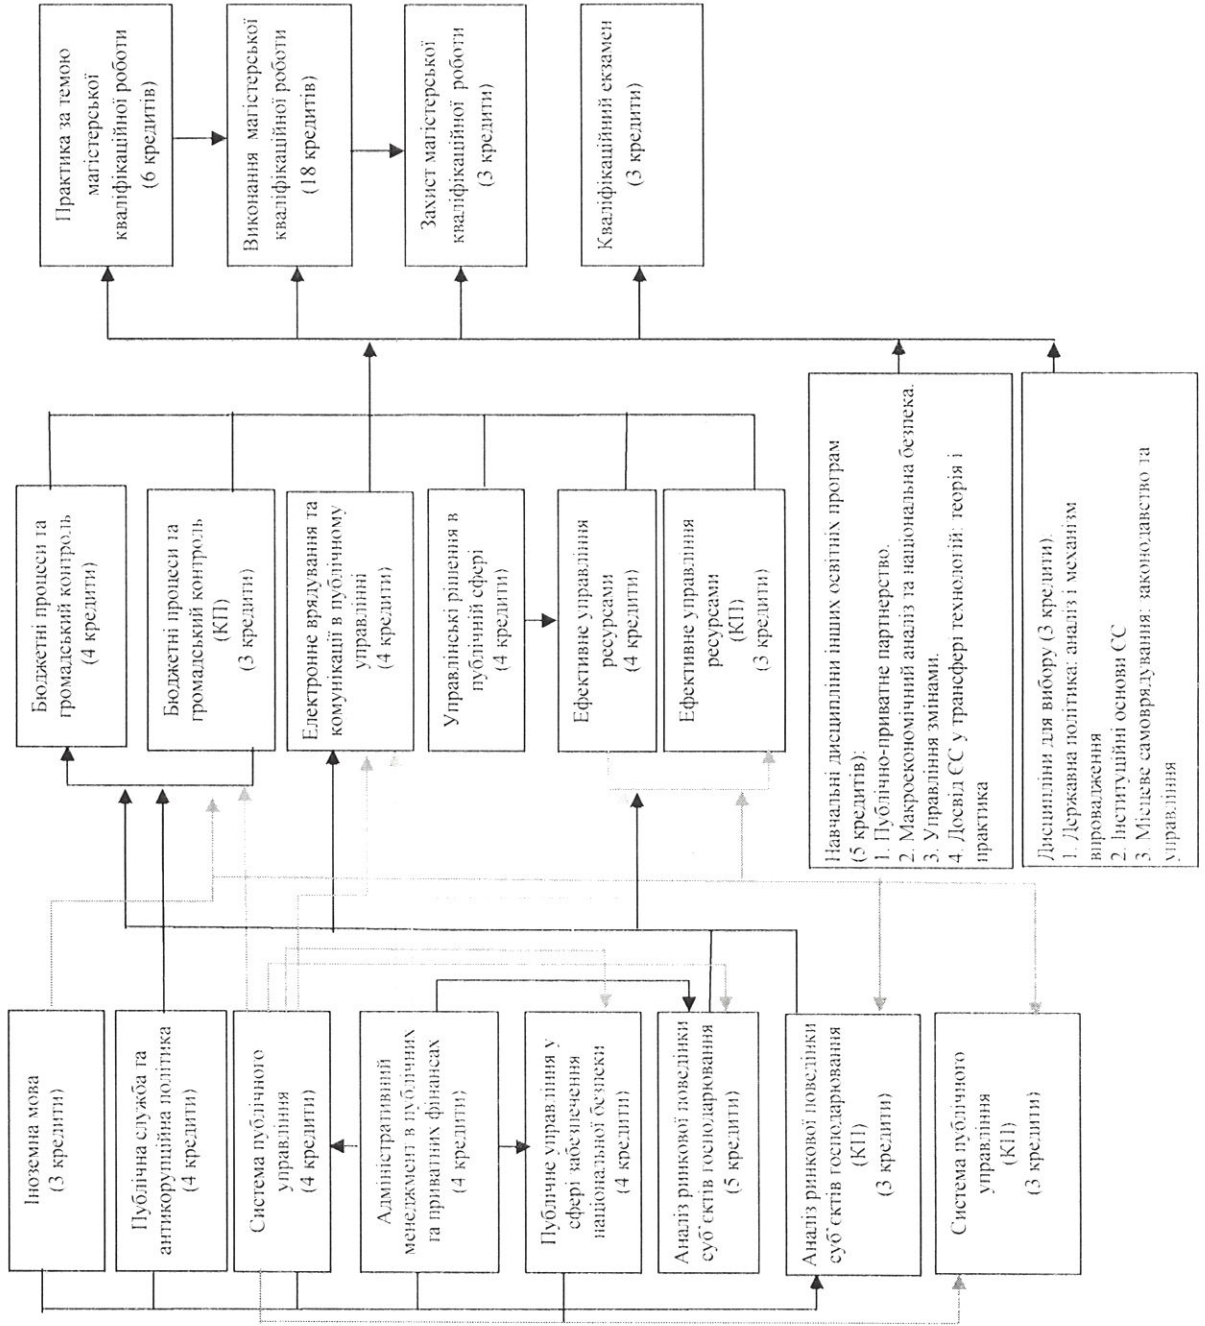 Іноземна мова
(3 кредити)
Публічна служба та
антикорупційна політика
(4 кредити)
Система публічного
управління
(4 кредити)
Адміністративний
менеджмент в публічних
та приватних фінансах
(4 кредити)
Публічне управління у
сфері забезпечення
національної безпеки
(4 кредити)
Аналіз ринкової поведінки
суб`єктів господарювання
(5 кредити)
Аналіз ринкової поведінки
суб`єктів господарювання
(КП)
(3 кредити)
Система публічного
управління
(КП)
(3 кредити)
Бюджетні процеси та
громадський контроль
(4 кредити)
Бюджетні процеси та
громадський контроль
(КП)
(3 кредити)
Електронне врядування та
комунікації в публічному
управлінні
(4 кредити)
Управлінські рішення в
публічній сфері
(4 кредити)
Ефективне управління
ресурсами
(4 кредити)
Ефективне управління
ресурсами
(КП)
(3 кредити)
Навчальні дисципліни інших освітніх програм
(5 кредитів):
1. Публічно-приватне партнерство.
2. Макроекономічний аналіз та національна безпека.
3. Управління змінами.
4. Досвід ЄС у трансфері технологій: теорія і
практика
Дисципліни для вибору (3 кредити).
1. Державна політика: аналіз і механізм
впровадження
2. Інституційні основи ЄС
3. Місцеве самоврядування: законодавство та
управління
Практика за темою
магістерської
кваліфікаційної роботи
(6 кредитів)
Виконання магістерської
кваліфікаційної роботи
(18 кредитів)
Захист магістерської
кваліфікаційної роботи
(3 кредити)
Кваліфікаційний екзамен
(3 кредити)